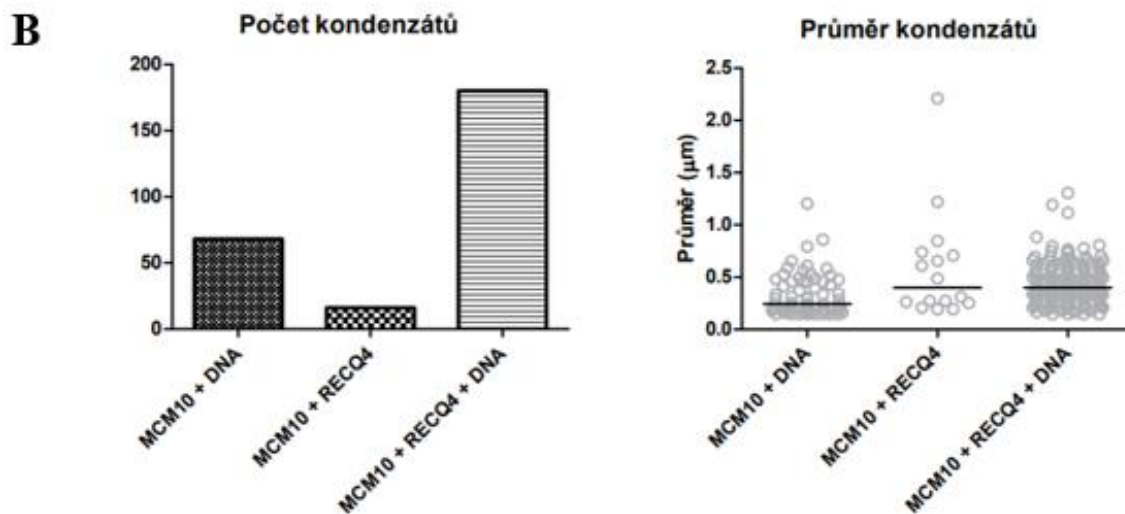 B
Počet kondenzátů
200
150
100
50
0
MCM10 + DNA
MCM10 + RECQ4
MCM10 + RECQ4 + DNA
Průměr kondenzátů
Průměr (µm)
2.5
2.0
1.5
1.0
0.5
0.0
MCM10 + DNA
MCM10 + RECQ4
MCM10 + RECQ4 + DNA